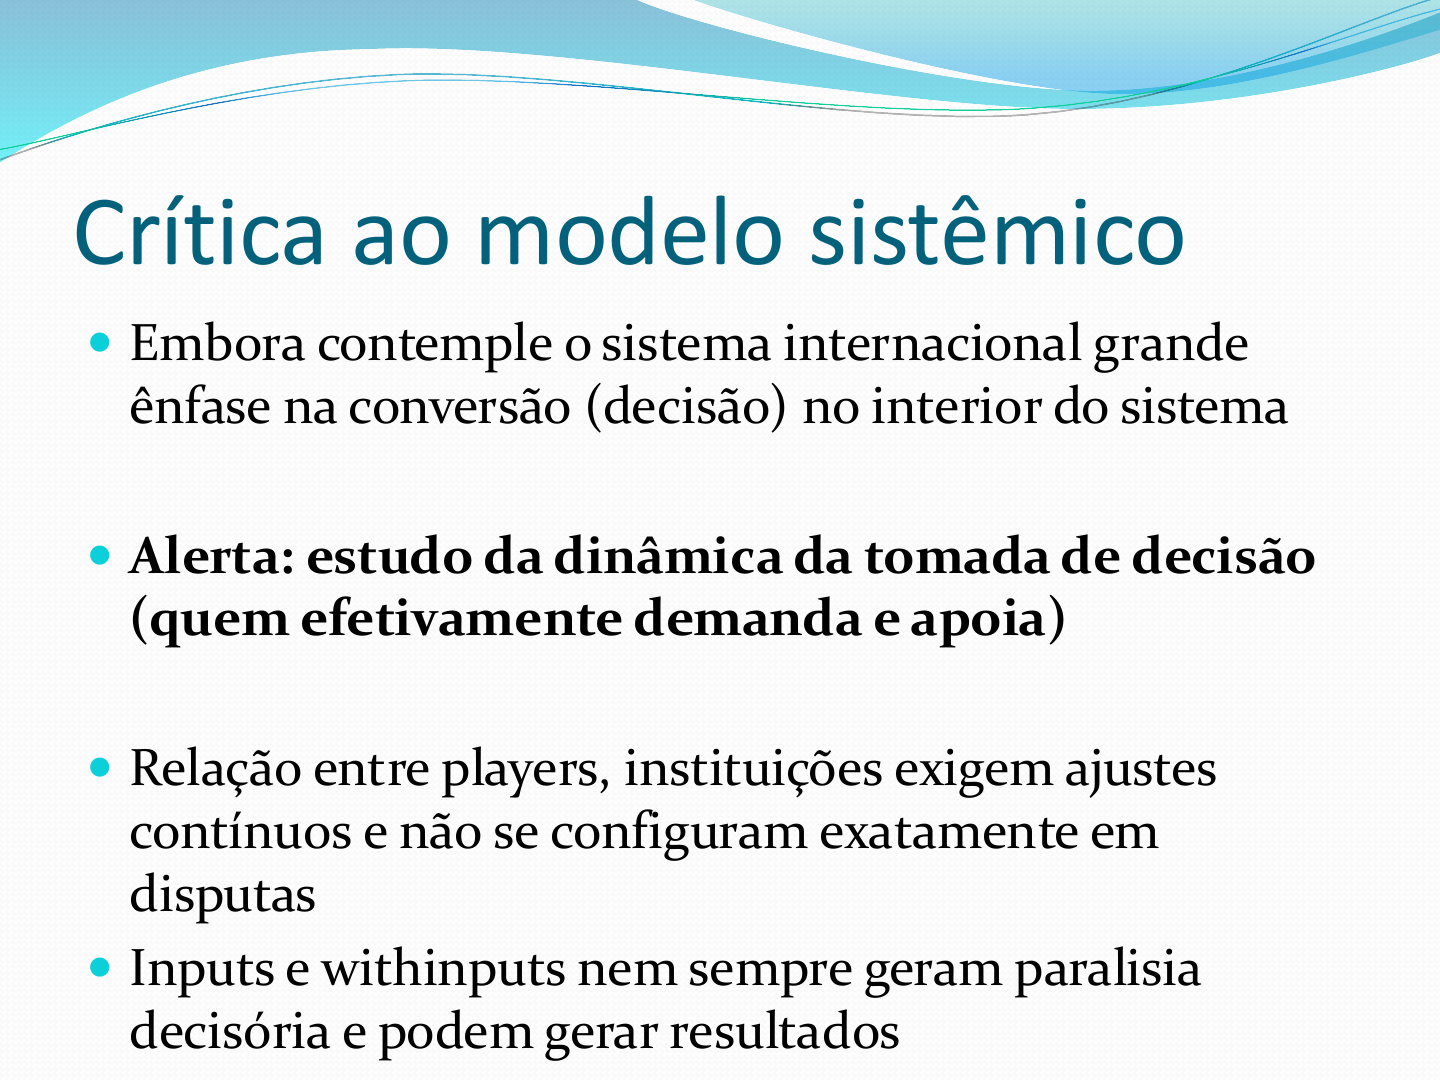 Crítica ao modelo sistêmico
• Embora contemple o sistema internacional grande
ênfase na conversão (decisão) no interior do sistema
• Alerta: estudo da dinâmica da tomada de decisão
(quem efetivamente demanda e apoia)
• Relação entre players, instituições exigem ajustes
contínuos e não se configuram exatamente em
disputas
• Inputs e withinputs nem sempre geram paralisia
decisória e podem gerar resultados